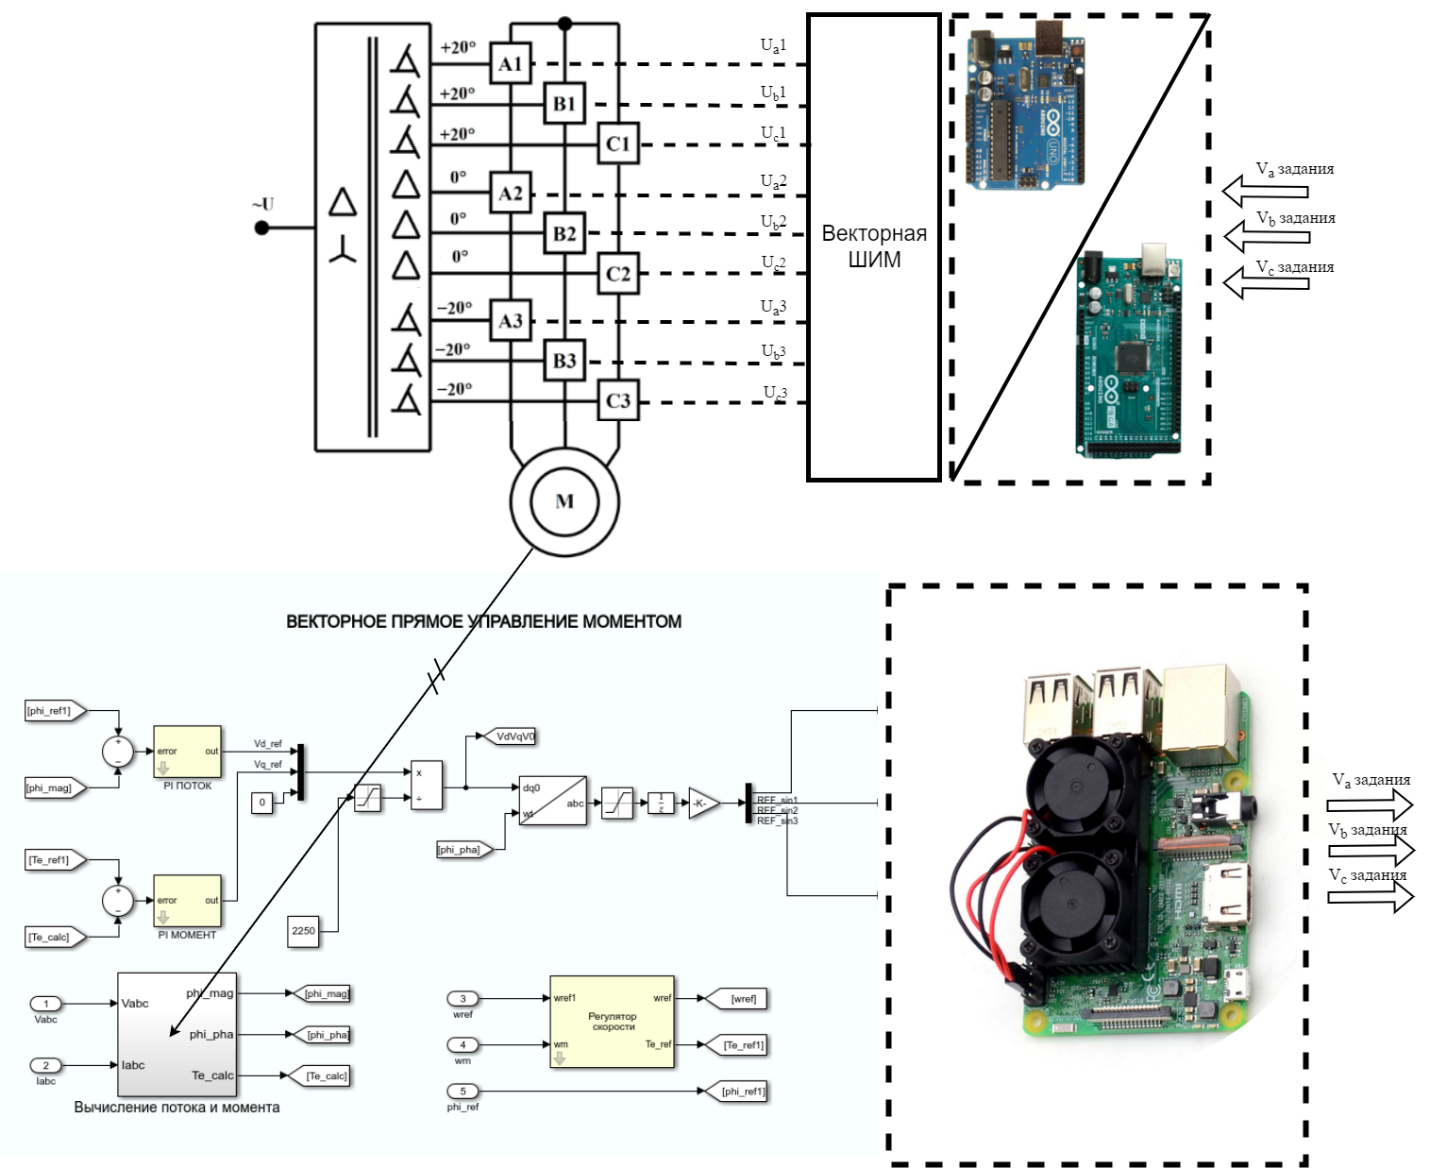 ~U
+20°
+20°
+20°
0°
0°
0°
−20°
−20°
−20°
A1
B1
C1
A2
B2
C2
A3
B3
C3
M
Ua1
Ub1
Uc1
Ua2
Ub2
Uc2
Ua3
Ub3
Uc3
Векторная
ШИМ
ARDUINO
UNO
ARDUINO
Va задания
Vb задания
Vc задания
ВЕКТОРНОЕ ПРЯМОЕ УПРАВЛЕНИЕ МОМЕНТОМ
[phi_ref1]
[phi_mag]
error
out
PI ПОТОК
Vd_ref
Vq_ref
0
[Te_ref1]
[Te_calc]
error
out
PI МОМЕНТ
2250
x
÷
VdVqV0
dq0
wt
abc
[phi_pha]
1
z
-K-
REF_sin1
REF_sin2
REF_sin3
1
Vabc
2
Iabc
Vabc
Iabc
phi_mag
phi_pha
Te_calc
[phi_mag]
[phi_pha]
[Te_calc]
Вычисление потока и момента
3
wref
4
wm
5
phi_ref
wref1
wm
Регулятор
скорости
wref
Te_ref
[wref]
[Te_ref1]
[phi_ref1]
HDMI
Va задания
Vb задания
Vc задания